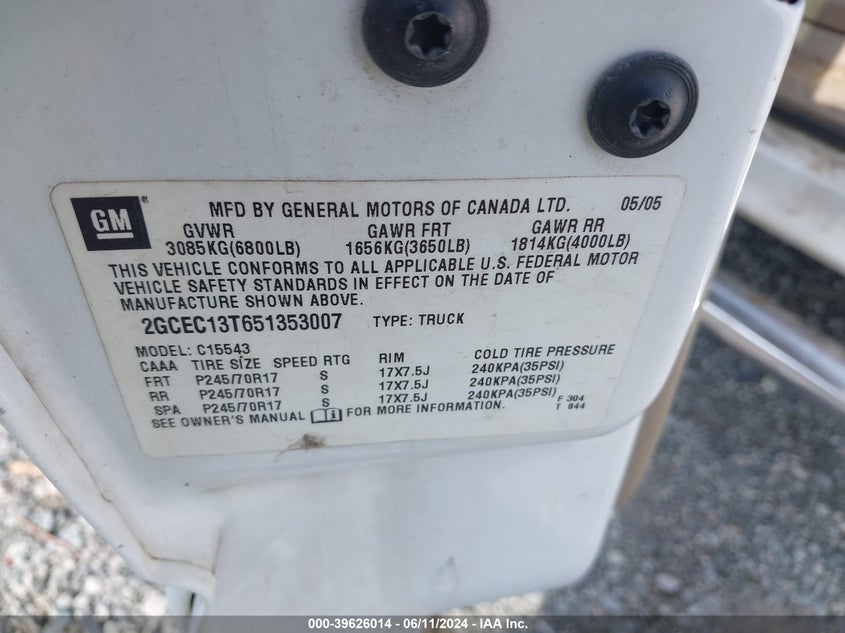 GM
MFD BY GENERAL MOTORS OF CANADA LTD. 05/05
GVWR GAWR FRT GAWR RR
3085KG(6800LB) 1656KG(3650LB) 1814KG(4000LB)
THIS VEHICLE CONFORMS TO ALL APPLICABLE U.S. FEDERAL MOTOR
VEHICLE SAFETY STANDARDS IN EFFECT ON THE DATE OF
MANUFACTURE SHOWN ABOVE.
2GCEC13T651353007 TYPE: TRUCK
MODEL: C15543
CAAA TIRE SIZE SPEED RTG RIM COLD TIRE PRESSURE
FRT P245/70R17 S 17X7.5J 240KPA(35PSI)
RR P245/70R17 S 17X7.5J 240KPA(35PSI)
SPA P245/70R17 S 17X7.5J 240KPA(35PSI)
SEE OWNER'S MANUAL FOR MORE INFORMATION.
F 304
T 844
000-39626014 - 06/11/2024 - IAA Inc.